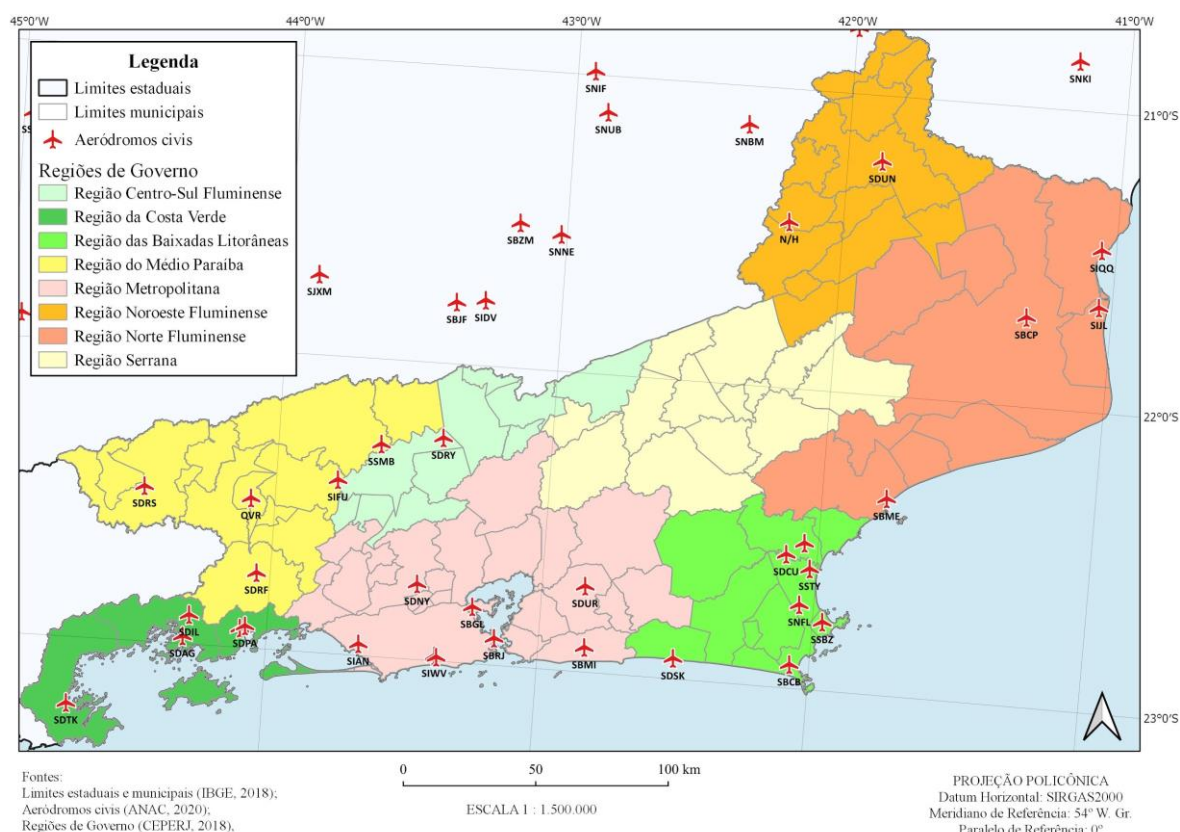 45°0'W
44°0'W
43°0'W
42°0'W
41°0'W
Legenda
Limites estaduais
Limites municipais
Aeródromos civis
Regiões de Governo
Região Centro-Sul Fluminense
Região da Costa Verde
Região das Baixadas Litorâneas
Região do Médio Paraíba
Região Metropolitana
Região Noroeste Fluminense
Região Norte Fluminense
Região Serrana
SNKI
SNIF
SNUB
SNBM
21°0'S
SDUN
SBZM
SNNE
N/H
SIQQ
SJXM
SBJF
SIDV
SBCP
SIJL
22°0'S
SSMB
SDRY
SDRS
QVR
SIFU
SBME
SDCU
SSTY
SDRF
SDNY
SDUR
SBGL
SNFL
SSBZ
SDIL
SDAG
SDPA
SIAN
SIWV
SBRJ
SBMI
SDSK
SBCB
SDTK
23°0'S
Fontes:
Limites estaduais e municipais (IBGE, 2018);
Aeródromos civis (ANAC, 2020);
Regiões de Governo (CEPERJ, 2018),
0 50 100 km
ESCALA 1 : 1.500.000
PROJEÇÃO POLICÔNICA
Datum Horizontal: SIRGAS2000
Meridiano de Referência: 54° W. Gr.
Paralelo de Referência: 0°